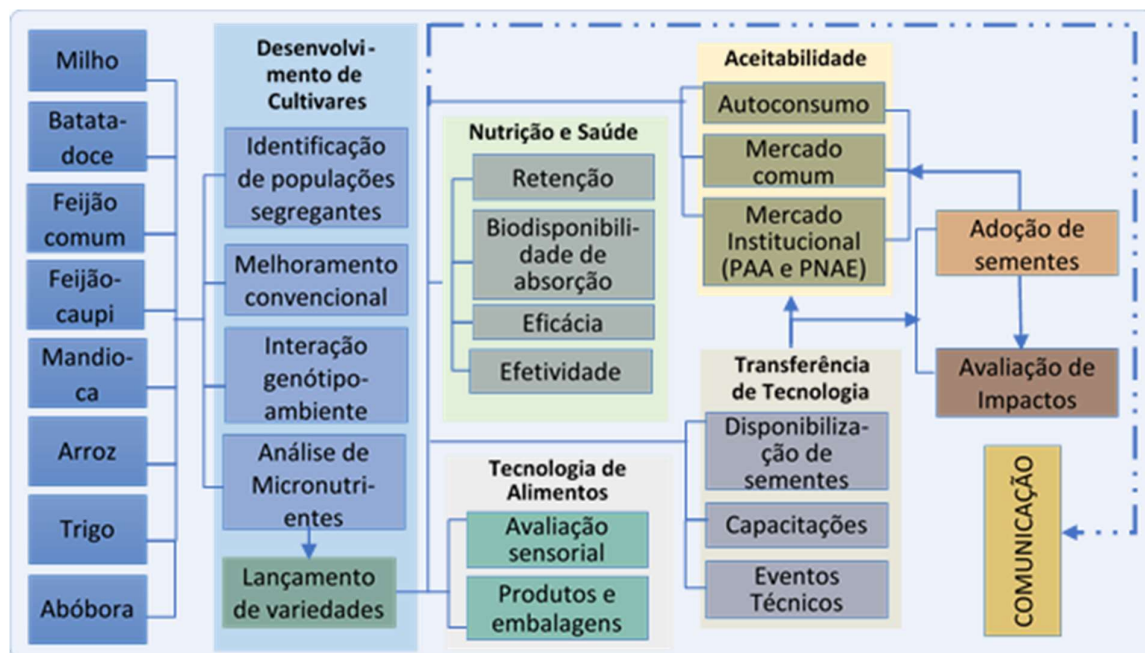 Milho
Batata-
doce
Feijão
comum
Feijão-
caupi
Mandio-
ca
Arroz
Trigo
Abóbora
Desenvolvi-
mento de
Cultivares
Identificação
de populações
segregantes
Melhoramento
convencional
Interação
genótipo-
ambiente
Análise de
Micronutri-
entes
Lançamento
de variedades
Nutrição e Saúde
Retenção
Biodisponibili-
dade de
absorção
Eficácia
Efetividade
Tecnologia de
Alimentos
Avaliação
sensorial
Produtos e
embalagens
Aceitabilidade
Autoconsumo
Mercado
comum
Mercado
Institucional
(PAA e PNAE)
Transferência
de Tecnologia
Disponibiliza-
ção de
sementes
Capacitações
Eventos
Técnicos
Adoção de
sementes
Avaliação de
Impactos
COMUNICAÇÃO